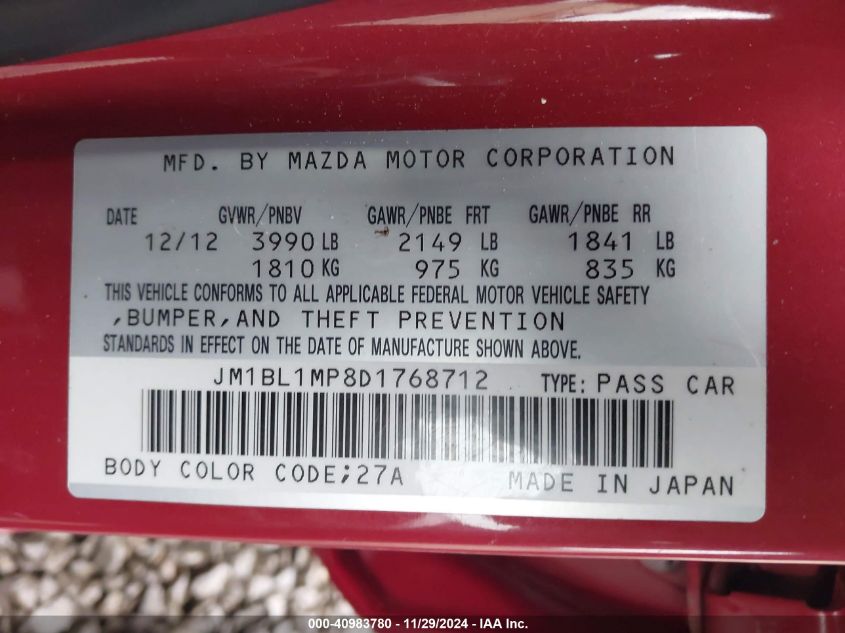 MFD. BY MAZDA MOTOR CORPORATION
DATE GVWR/PNBV GAWR/PNBE FRT GAWR/PNBE RR
12/12 3990 LB 2149 LB 1841 LB
1810 KG 975 KG 835 KG
THIS VEHICLE CONFORMS TO ALL APPLICABLE FEDERAL MOTOR VEHICLE SAFETY
,BUMPER,AND THEFT PREVENTION
STANDARDS IN EFFECT ON THE DATE OF MANUFACTURE SHOWN ABOVE.
JM1BL1MP8D1768712 TYPE: PASS CAR
BODY COLOR CODE;27A MADE IN JAPAN
000-40983780 - 11/29/2024 - IAA Inc.